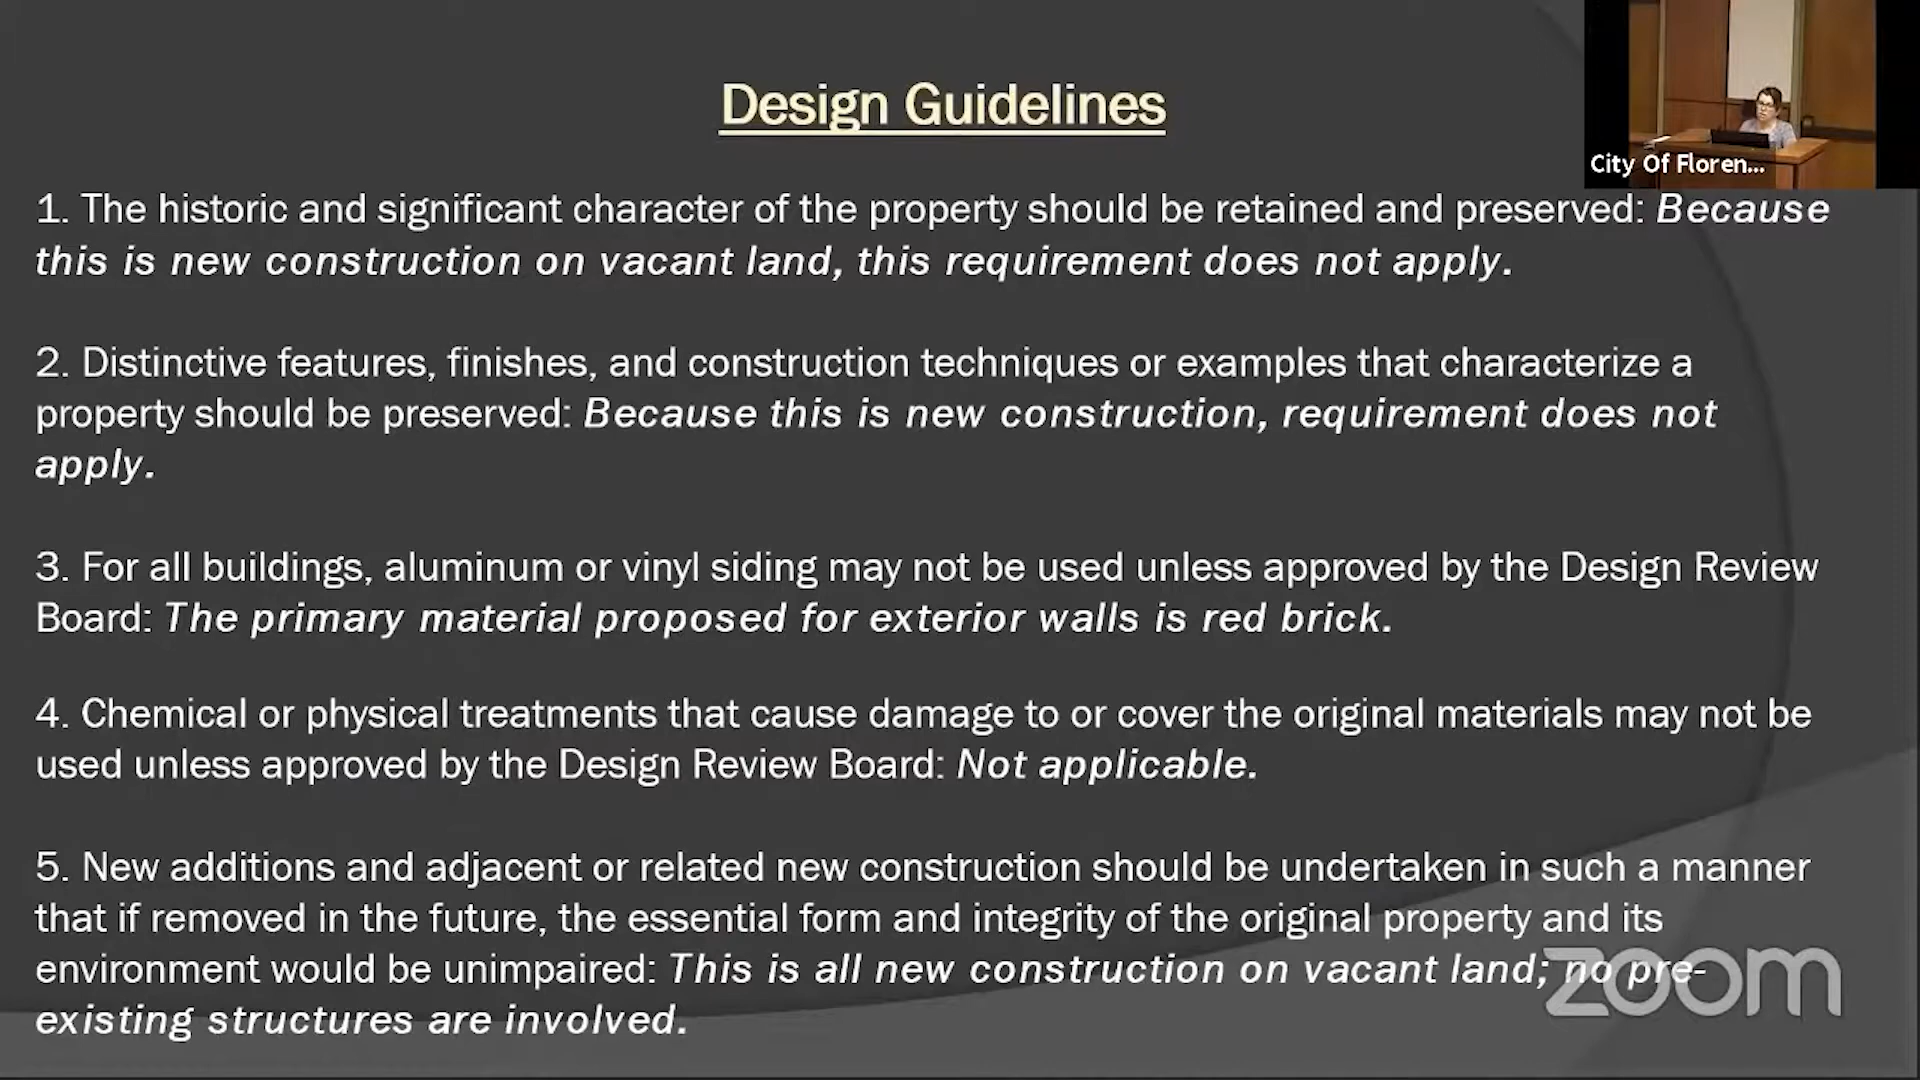 Design Guidelines
City Of Floren...
1. The historic and significant character of the property should be retained and preserved: Because
this is new construction on vacant land, this requirement does not apply.
2. Distinctive features, finishes, and construction techniques or examples that characterize a
property should be preserved: Because this is new construction, requirement does not
apply.
3. For all buildings, aluminum or vinyl siding may not be used unless approved by the Design Review
Board: The primary material proposed for exterior walls is red brick.
4. Chemical or physical treatments that cause damage to or cover the original materials may not be
used unless approved by the Design Review Board: Not applicable.
5. New additions and adjacent or related new construction should be undertaken in such a manner
that if removed in the future, the essential form and integrity of the original property and its
environment would be unimpaired: This is all new construction on vacant land; no pre-
existing structures are involved.
zoom